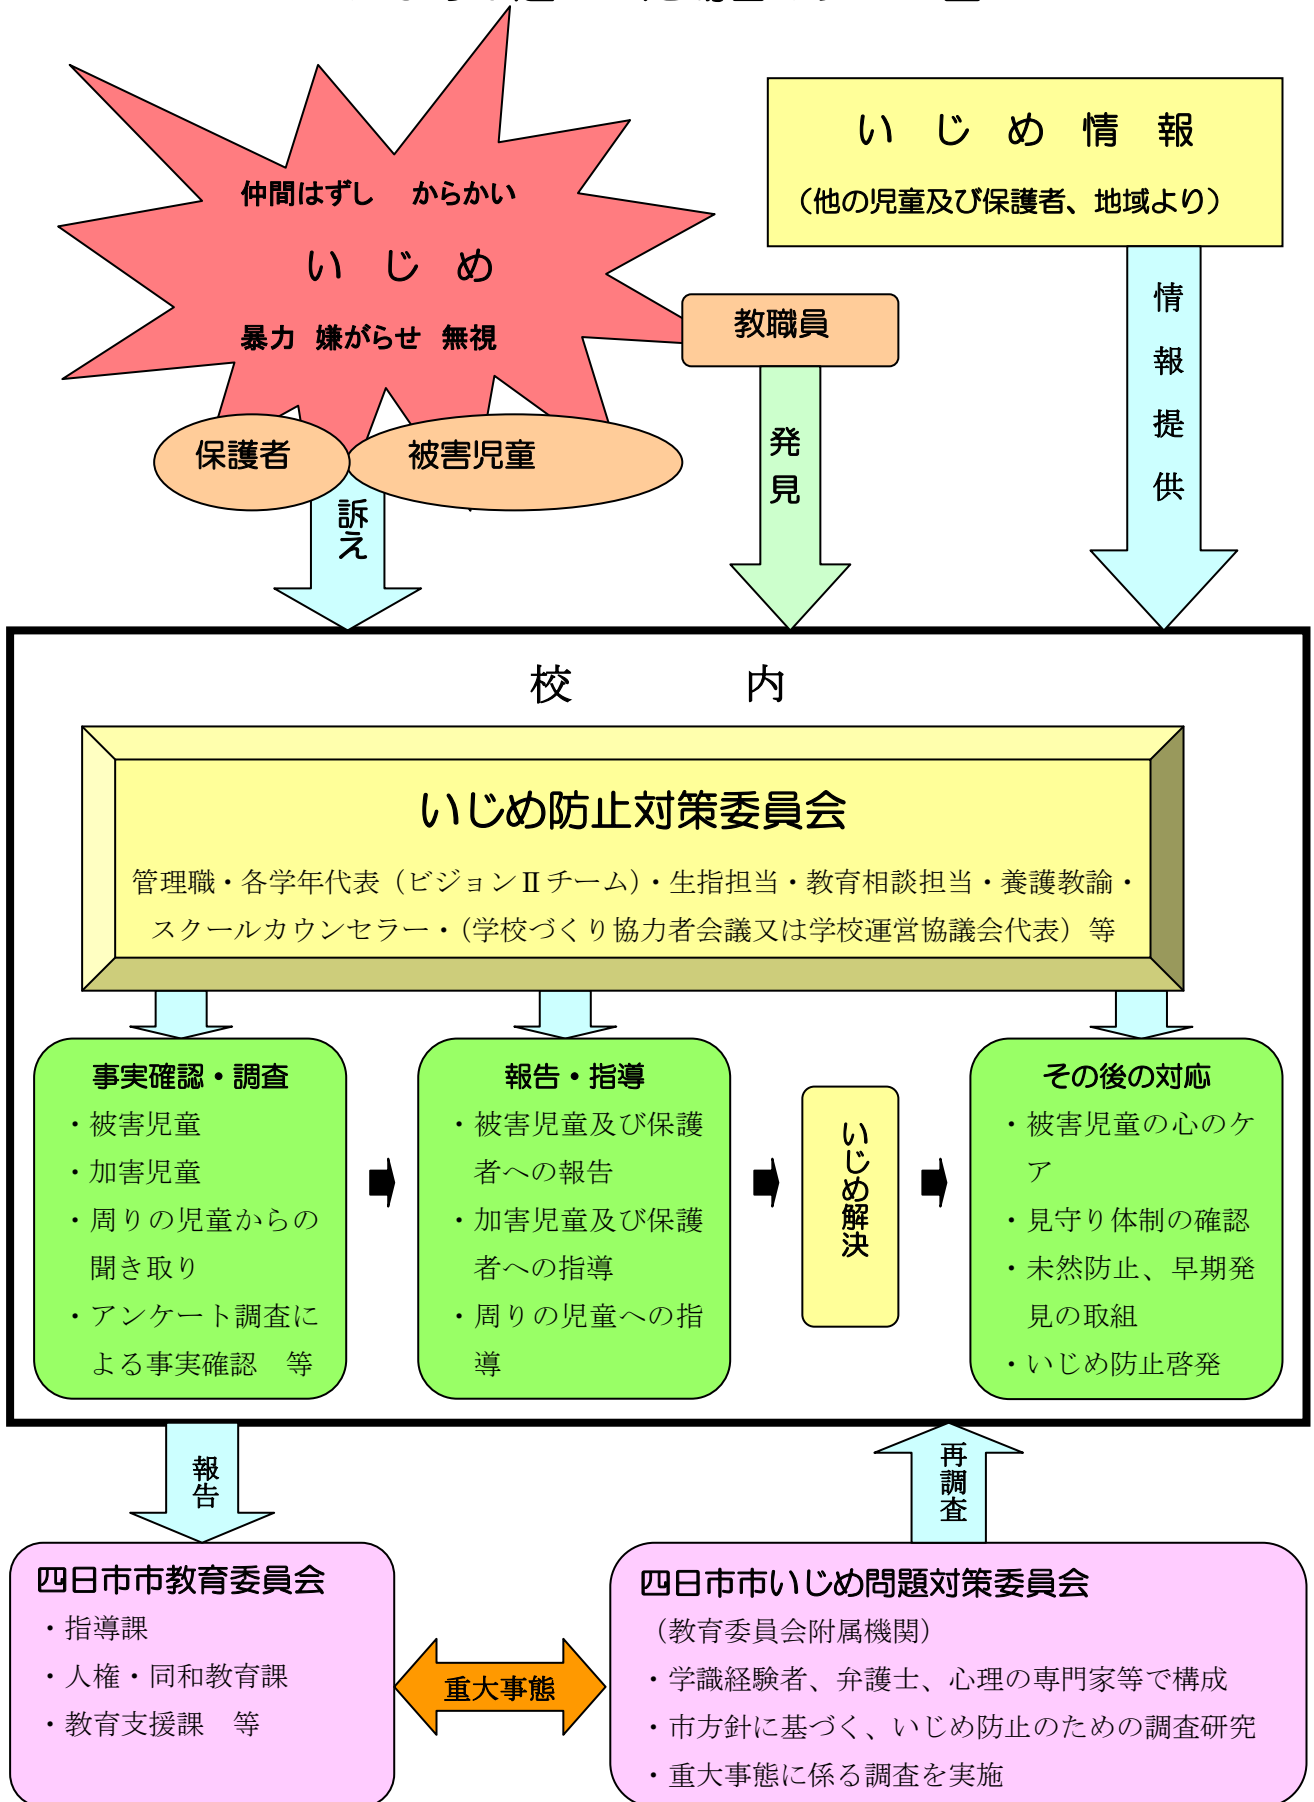 仲間はずし　からかい
い　じ　め
暴力　嫌がらせ　無視
い　じ　め　情　報
（他の児童及び保護者、地域より）
教職員
保護者
被害児童
訴え
発見
情報提供
校　　　　内
いじめ防止対策委員会
管理職・各学年代表（ビジョンⅡチーム）・生指担当・教育相談担当・養護教諭・
スクールカウンセラー・（学校づくり協力者会議又は学校運営協議会代表）等
事実確認・調査
・被害児童
・加害児童
・周りの児童からの
聞き取り
・アンケート調査に
よる事実確認　等
報告・指導
・被害児童及び保護
者への報告
・加害児童及び保護
者への指導
・周りの児童への指
導
いじめ解決
その後の対応
・被害児童の心のケ
ア
・見守り体制の確認
・未然防止、早期発
見の取組
・いじめ防止啓発
報告
再調査
四日市市教育委員会
・指導課
・人権・同和教育課
・教育支援課　等
重大事態
四日市市いじめ問題対策委員会
（教育委員会附属機関）
・学識経験者、弁護士、心理の専門家等で構成
・市方針に基づく、いじめ防止のための調査研究
・重大事態に係る調査を実施